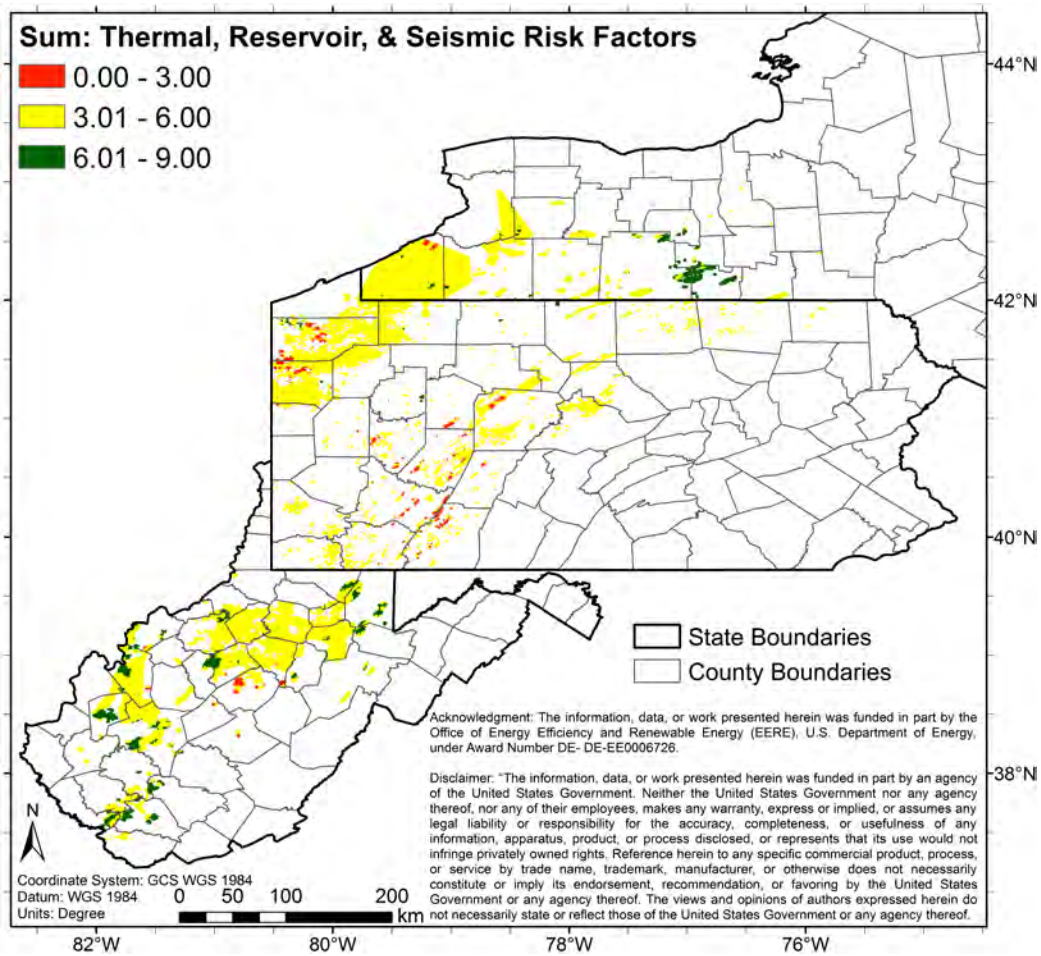 Sum: Thermal, Reservoir, & Seismic Risk Factors
0.00 - 3.00
3.01 - 6.00
6.01 - 9.00
44°N
42°N
40°N
38°N
State Boundaries
County Boundaries
Acknowledgment: The information, data, or work presented herein was funded in part by the
Office of Energy Efficiency and Renewable Energy (EERE), U.S. Department of Energy,
under Award Number DE- DE-EE0006726.
Disclaimer: "The information, data, or work presented herein was funded in part by an agency
of the United States Government. Neither the United States Government nor any agency
thereof, nor any of their employees, makes any warranty, express or implied, or assumes any
legal liability or responsibility for the accuracy, completeness, or usefulness of any
information, apparatus, product, or process disclosed, or represents that its use would not
infringe privately owned rights. Reference herein to any specific commercial product, process,
or service by trade name, trademark, manufacturer, or otherwise does not necessarily
constitute or imply its endorsement, recommendation, or favoring by the United States
Government or any agency thereof. The views and opinions of authors expressed herein do
not necessarily state or reflect those of the United States Government or any agency thereof.
N
Coordinate System: GCS WGS 1984
Datum: WGS 1984
Units: Degree
0 50 100 200
km
82°W 80°W 78°W 76°W